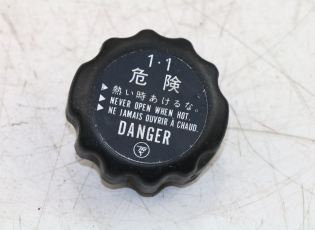 1・1
危険
▶ 熱い時あけるな。
▶ NEVER OPEN WHEN HOT.
▶ NE JAMAIS OUVRIR À CHAUD.
DANGER